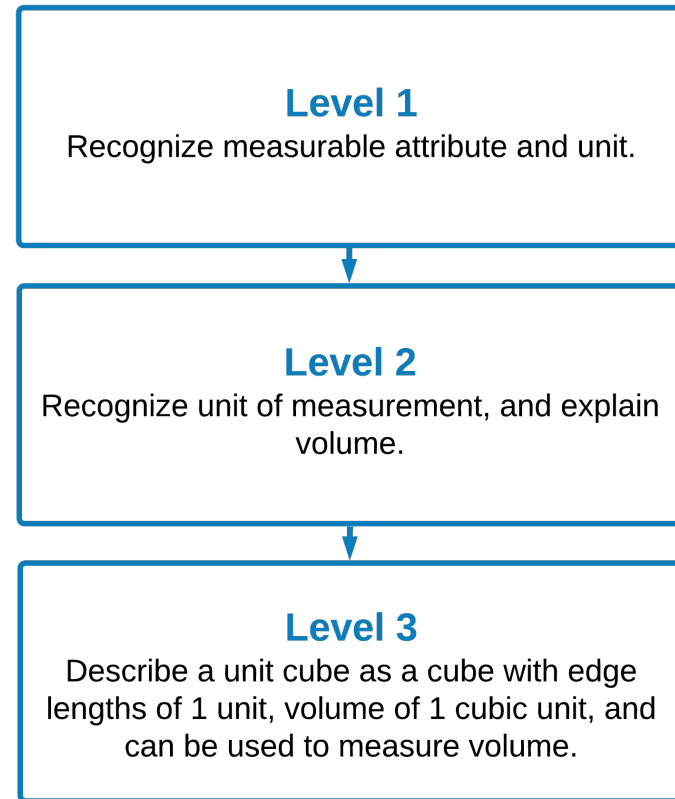 Level 1
Recognize measurable attribute and unit.
Level 2
Recognize unit of measurement, and explain
volume.
Level 3
Describe a unit cube as a cube with edge
lengths of 1 unit, volume of 1 cubic unit, and
can be used to measure volume.